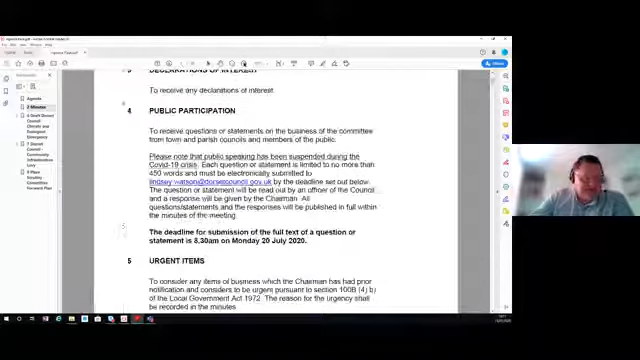 Agenda
2 Minutes
DECLARATIONS OF INTEREST
To receive any declarations of interest.
4 PUBLIC PARTICIPATION
To receive questions or statements on the business of the committee
from town and parish councils and members of the public.
Please note that public speaking has been suspended during the
Covid-19 crisis. Each question or statement is limited to no more than
450 words and must be electronically submitted to
lindsey.watson@dorsetcouncil.gov.uk by the deadline set out below.
The question or statement will be read out by an officer of the Council
and a response will be given by the Chairman. All
questions/statements and the responses will be published in full within
the minutes of the meeting.
The deadline for submission of the full text of a question or
statement is 8.30am on Monday 20 July 2020.
5 URGENT ITEMS
To consider any items of business which the Chairman has had prior
notification and considers to be urgent pursuant to section 100B (4) b)
of the Local Government Act 1972. The reason for the urgency shall
be recorded in the minutes